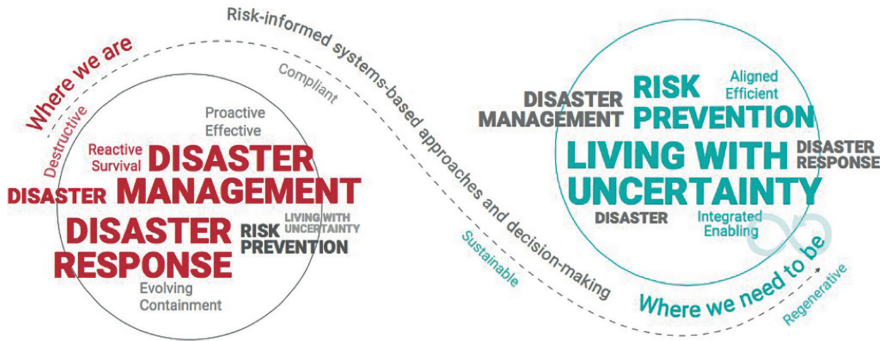 Where we are
Risk-informed systems-based approaches and decision-making
Destructive
Compliant
Proactive
Effective
Reactive
Survival
DISASTER
MANAGEMENT
DISASTER
DISASTER
RESPONSE
RISK
PREVENTION
LIVING WITH
UNCERTAINTY
Evolving
Containment
Sustainable
DISASTER
MANAGEMENT
RISK
PREVENTION
Aligned
Efficient
LIVING WITH
UNCERTAINTY
DISASTER
RESPONSE
DISASTER
Integrated
Enabling
Where we need to be
Regenerative